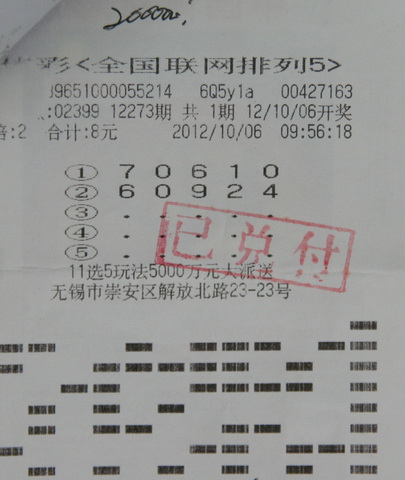 200000
彩<全国联网排列5>
9651000055214 6Q5y1a 00427163
:02399 12273期 共 1期 12/10/06开奖
倍:2 合计:8元 2012/10/06 09:56:18
① 7 0 6 1 0
② 6 0 9 2 4
③ - - - - -
④ - - - - -
⑤ - - - - -
已兑付
11选5玩法5000万元大派送
无锡市崇安区解放北路23-23号